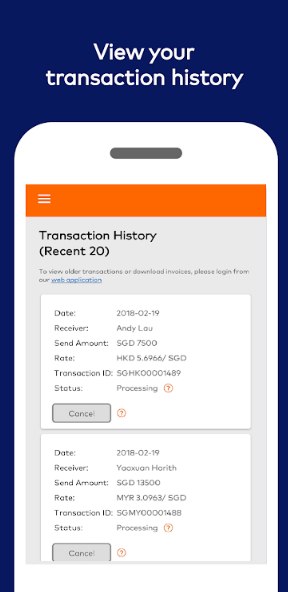 View your
transaction history
Transaction History
(Recent 20)
To view older transactions or download invoices, please login from
our web application
Date: 2018-02-19
Receiver: Andy Lau
Send Amount: SGD 7500
Rate: HKD 5.6966/ SGD
Transaction ID: SGHK00001489
Status: Processing ?
Cancel ?
Date: 2018-02-19
Receiver: Yaoxuan Harith
Send Amount: SGD 13500
Rate: MYR 3.0963/ SGD
Transaction ID: SGMY00001488
Status: Processing ?
Cancel ?